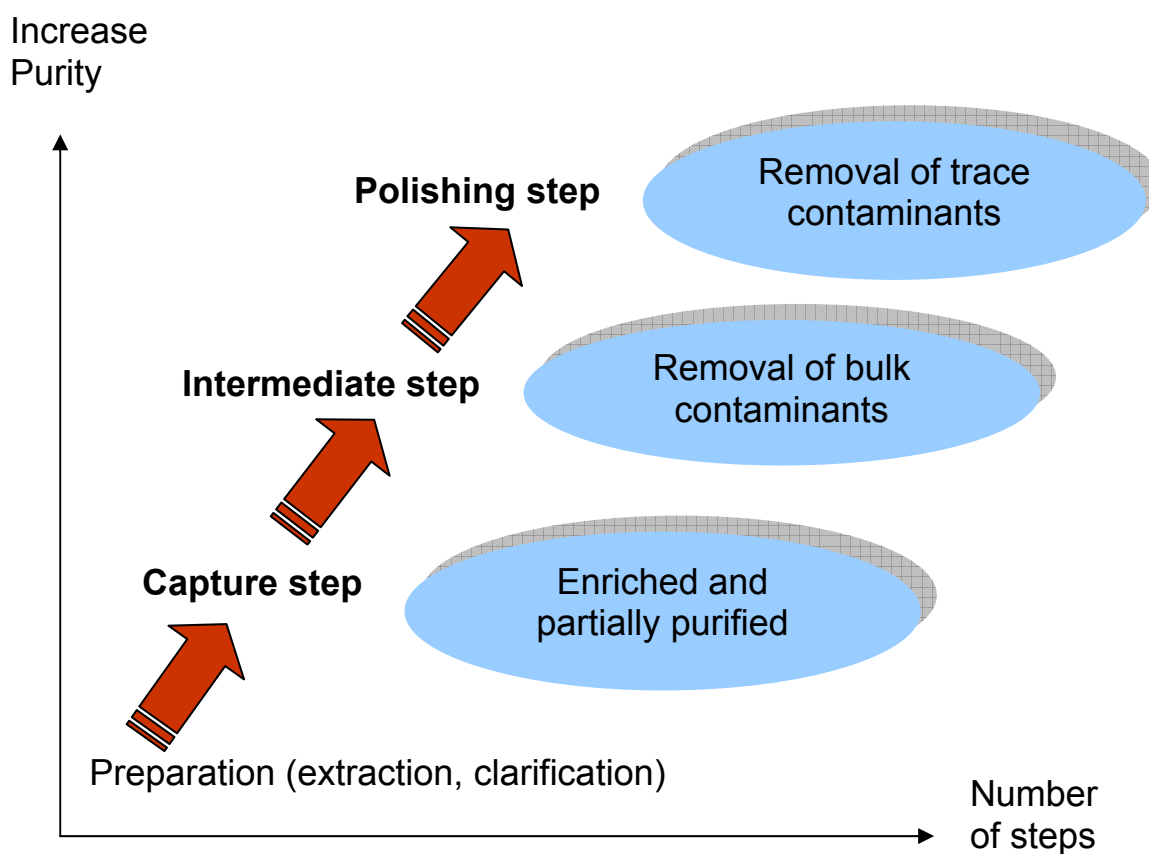 Increase
Purity
Polishing step
Removal of trace
contaminants
Intermediate step
Removal of bulk
contaminants
Capture step
Enriched and
partially purified
Preparation (extraction, clarification)
Number
of steps